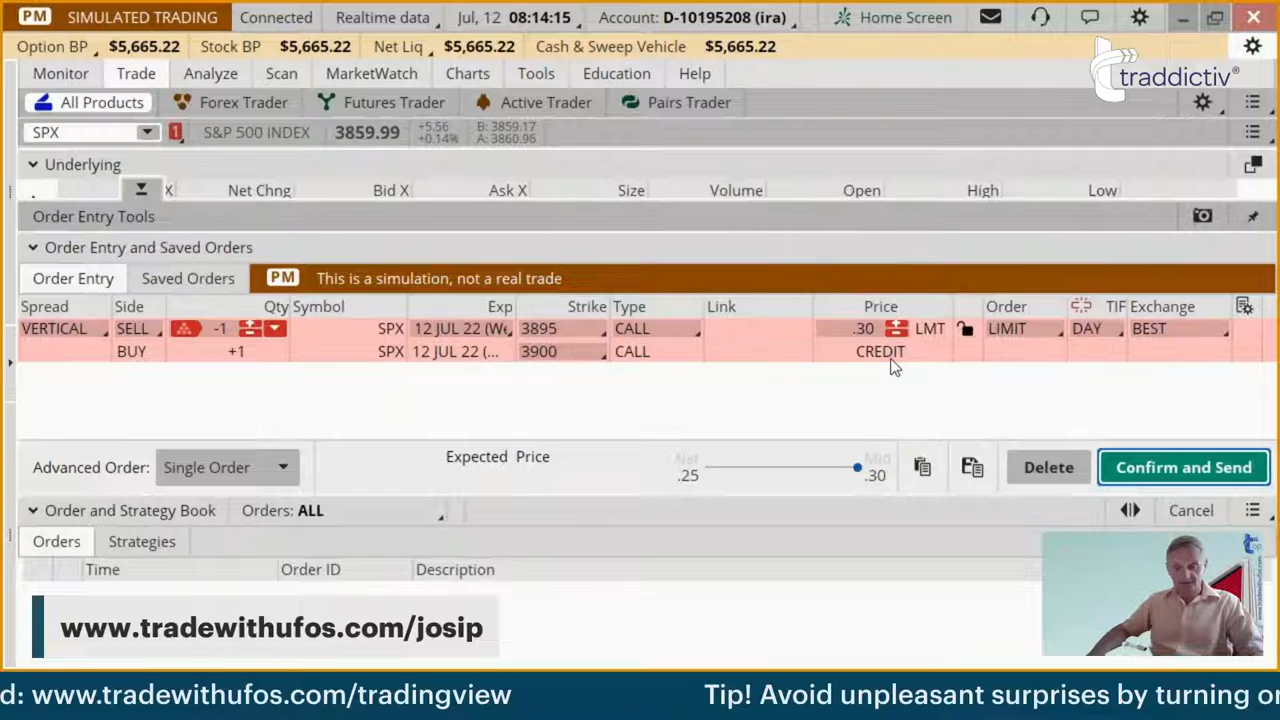 PM SIMULATED TRADING Connected Realtime data Jul, 12 08:14:15 Account: D-10195208 (ira) Home Screen
Option BP $5,665.22 Stock BP $5,665.22 Net Liq $5,665.22 Cash & Sweep Vehicle $5,665.22
traddictiv®
Monitor Trade Analyze Scan MarketWatch Charts Tools Education Help
All Products Forex Trader Futures Trader Active Trader Pairs Trader
SPX 1 S&P 500 INDEX 3859.99 +5.56 B: 3859.17
+0.14% A: 3860.96
Underlying
X Net Chng Bid X Ask X Size Volume Open High Low
Order Entry Tools
Order Entry and Saved Orders
Order Entry Saved Orders PM This is a simulation, not a real trade
Spread Side Qty Symbol Exp Strike Type Link Price Order TIF Exchange
VERTICAL SELL -1 SPX 12 JUL 22 (We 3895 CALL .30 LMT LIMIT DAY BEST
BUY +1 SPX 12 JUL 22 (... 3900 CALL CREDIT
Advanced Order: Single Order Expected Price Nat .25 Mid .30 Delete Confirm and Send
Order and Strategy Book Orders: ALL Cancel
Orders Strategies
Time Order ID Description
www.tradewithufos.com/josip
d: www.tradewithufos.com/tradingview Tip! Avoid unpleasant surprises by turning o